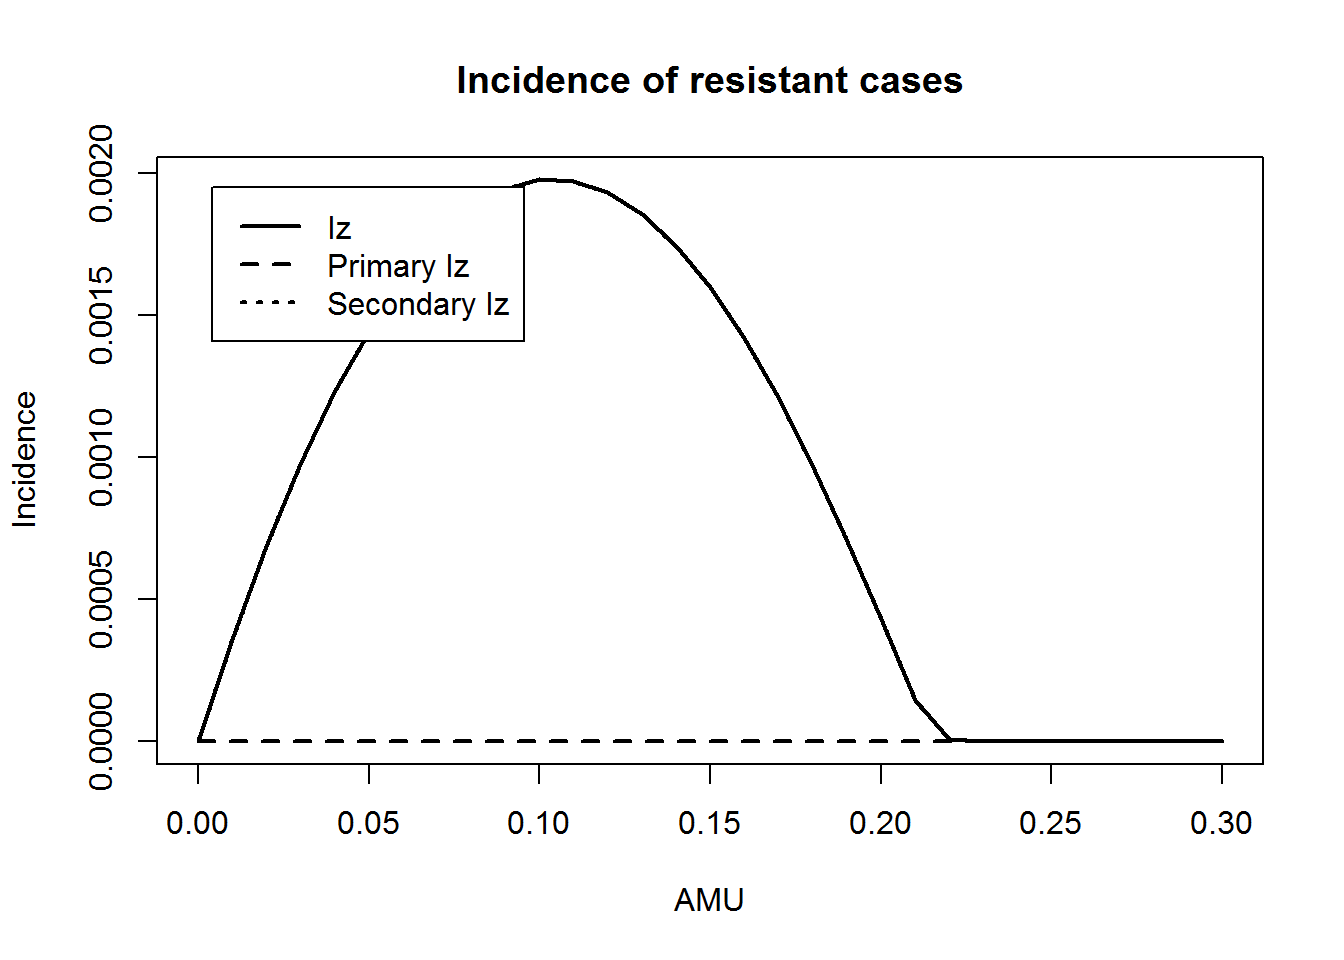 Incidence of resistant cases
Incidence
0.0020
0.0015
0.0010
0.0005
0.0000
Iz
Primary Iz
Secondary Iz
0.00 0.05 0.10 0.15 0.20 0.25 0.30
AMU